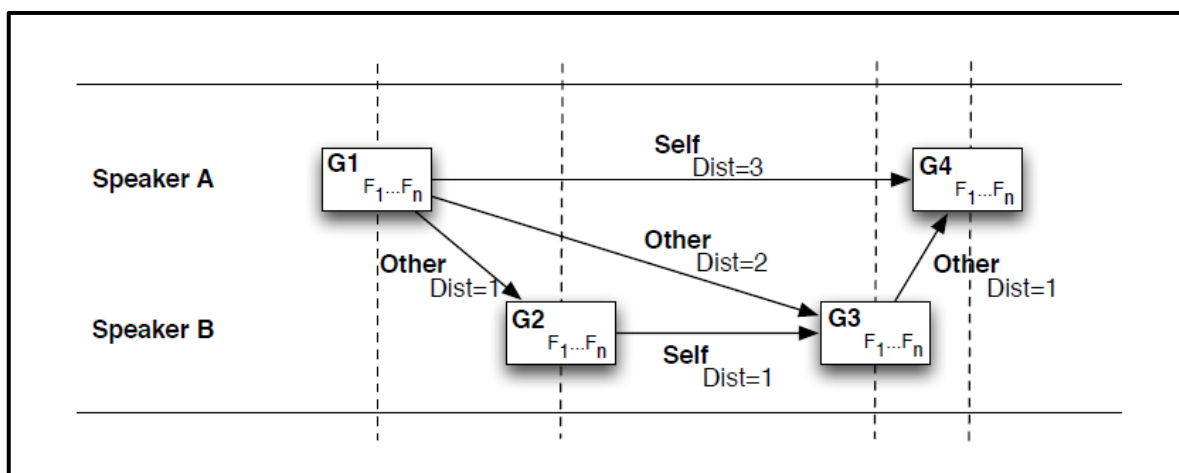 Speaker A
G1
F1...Fn
Self
Dist=3
G4
F1...Fn
Other
Dist=1
Other
Dist=2
Other
Dist=1
Speaker B
G2
F1...Fn
Self
Dist=1
G3
F1...Fn